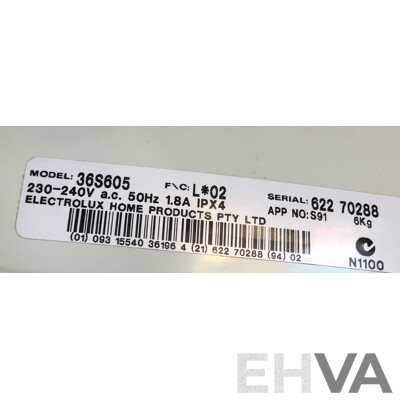 MODEL: 36S605 F\C: L*02 SERIAL: 622 70288
230-240V a.c. 50Hz 1.8A IPX4 APP NO:S91 6Kg
ELECTROLUX HOME PRODUCTS PTY LTD
(01) 093 15540 36196 4 (21) 622 70288 (94) 02
N1100
EHVA